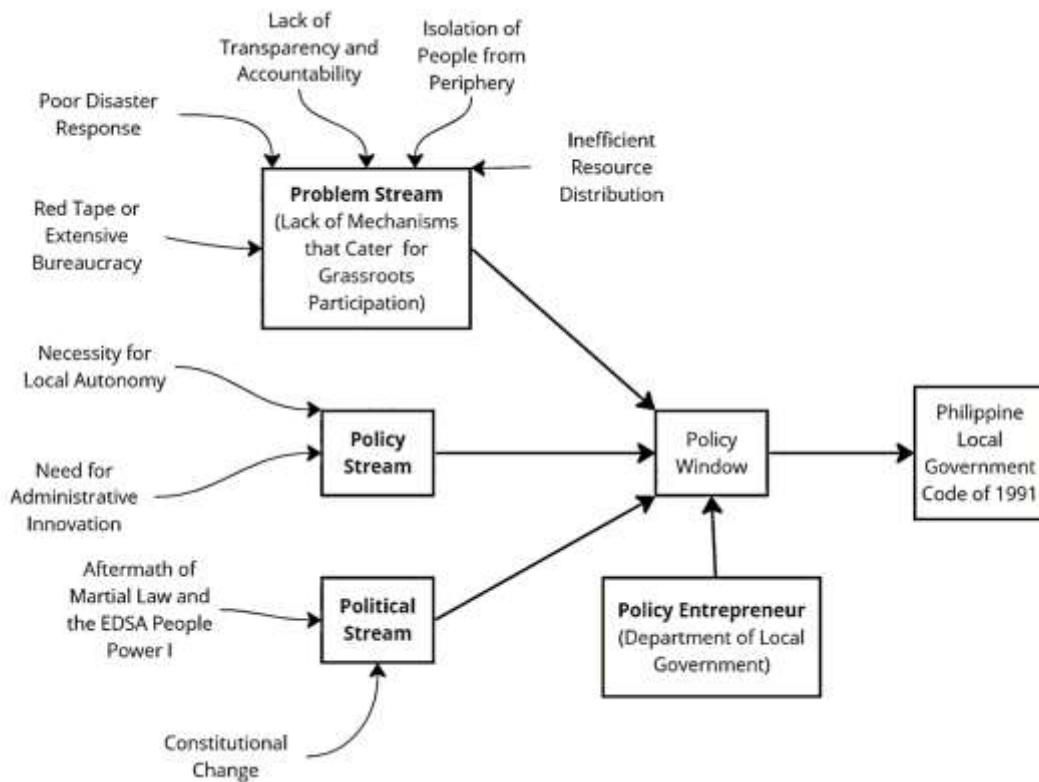 Lack of
Transparency and
Accountability
Isolation of
People from
Periphery
Poor Disaster
Response
Inefficient
Resource
Distribution
Problem Stream
(Lack of Mechanisms
that Cater for
Grassroots
Participation)
Red Tape or
Extensive
Bureaucracy
Necessity for
Local Autonomy
Policy
Stream
Policy
Window
Philippine
Local
Government
Code of 1991
Need for
Administrative
Innovation
Aftermath of
Martial Law and
the EDSA People
Power I
Political
Stream
Policy Entrepreneur
(Department of Local
Government)
Constitutional
Change